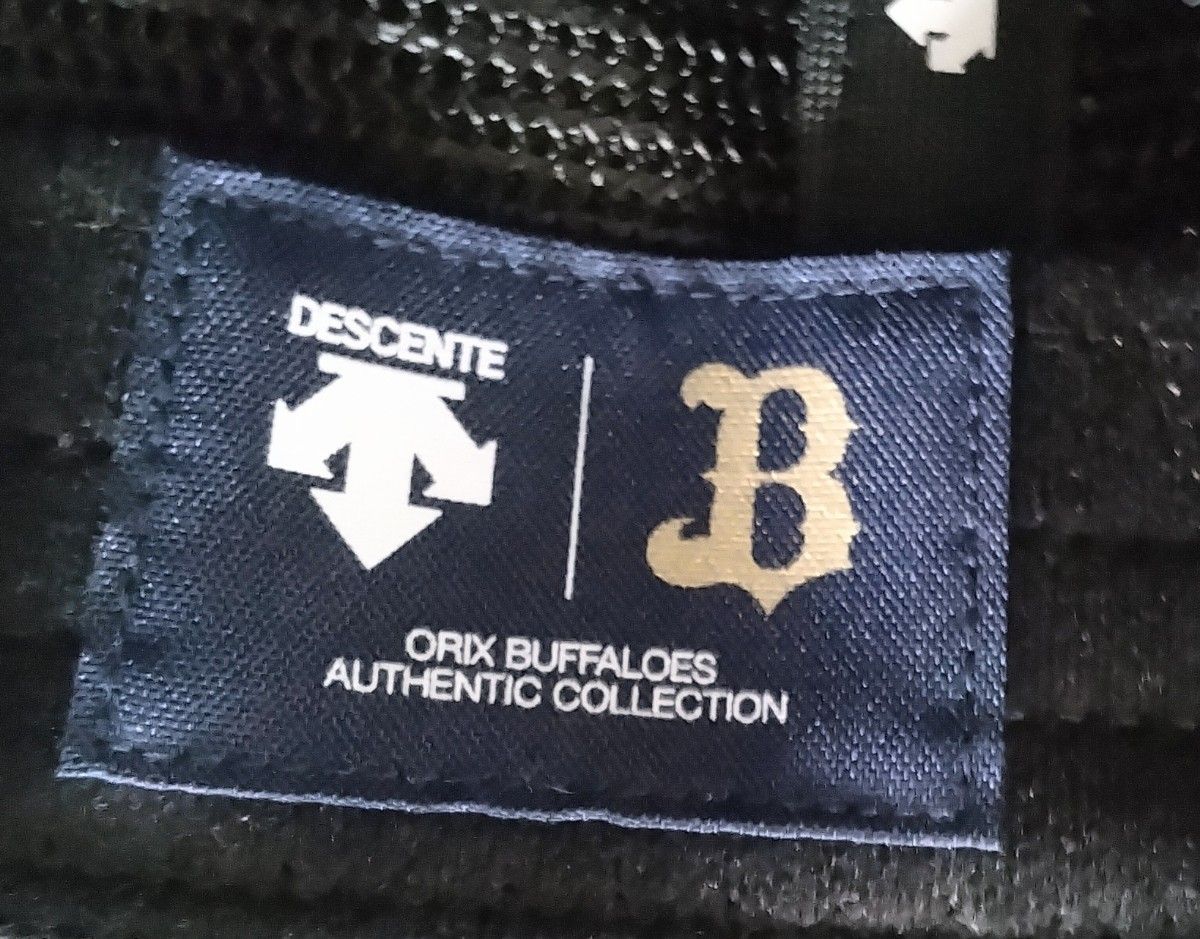 DESCENTE
B
ORIX BUFFALOES
AUTHENTIC COLLECTION